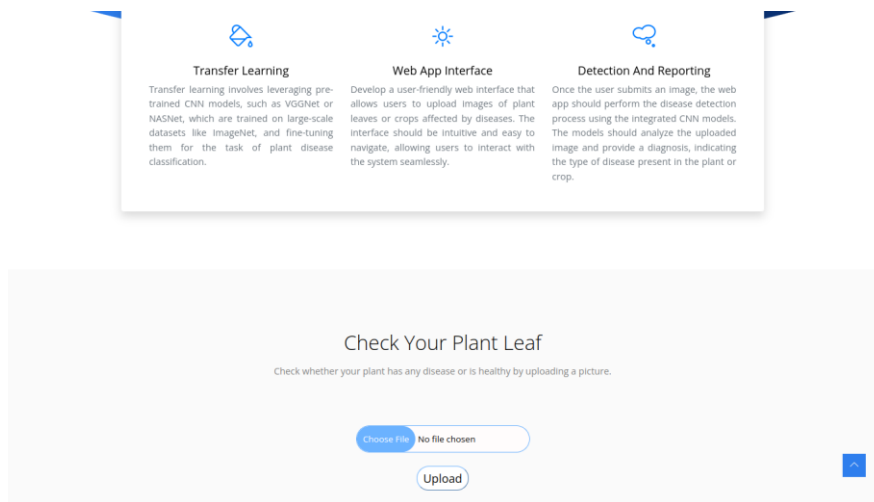 Transfer Learning
Transfer learning involves leveraging pre-
trained CNN models, such as VGGNet or
NASNet, which are trained on large-scale
datasets like ImageNet, and fine-tuning
them for the task of plant disease
classification.
Web App Interface
Develop a user-friendly web interface that
allows users to upload images of plant
leaves or crops affected by diseases. The
interface should be intuitive and easy to
navigate, allowing users to interact with
the system seamlessly.
Detection And Reporting
Once the user submits an image, the web
app should perform the disease detection
process using the integrated CNN models.
The models should analyze the uploaded
image and provide a diagnosis, indicating
the type of disease present in the plant or
crop.
Check Your Plant Leaf
Check whether your plant has any disease or is healthy by uploading a picture.
Choose File No file chosen
Upload